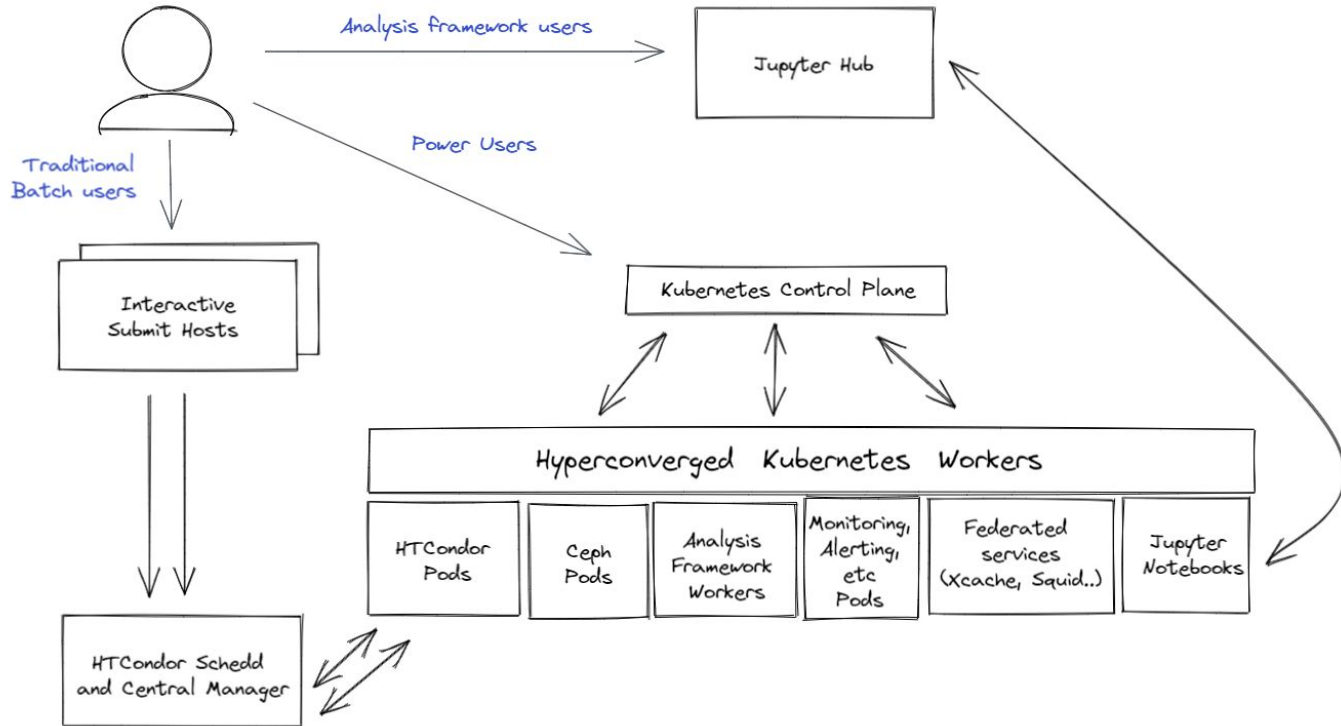 Analysis framework users
Jupyter Hub
Power Users
Traditional
Batch users
Interactive
Submit Hosts
Kubernetes Control Plane
Hyperconverged Kubernetes Workers
HTCondor
Pods
Ceph
Pods
Analysis
Framework
Workers
Monitoring,
Alerting,
etc
Pods
Federated
services
(Xcache, Squid..)
Jupyter
Notebooks
HTCondor Schedd
and Central Manager